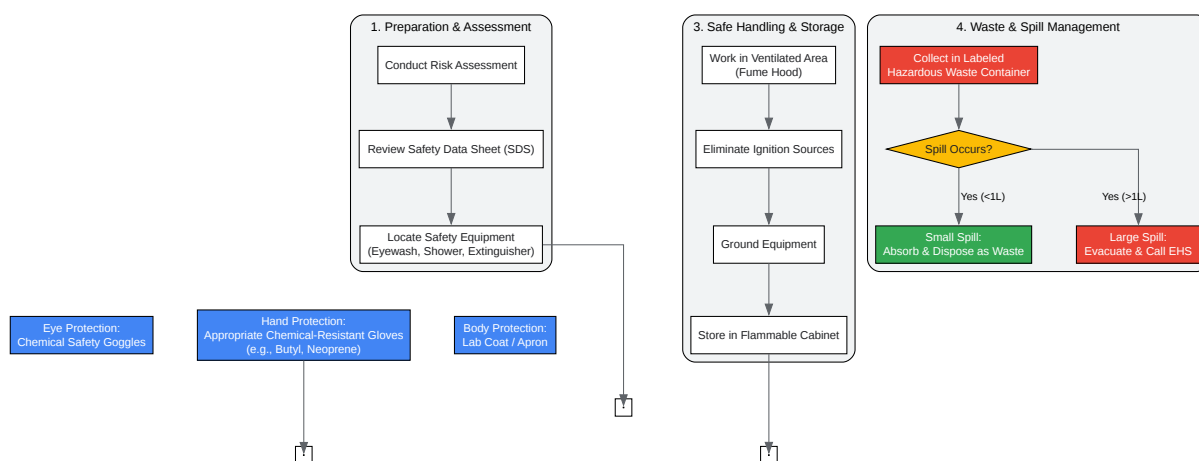 1. Preparation & Assessment
Conduct Risk Assessment
Review Safety Data Sheet (SDS)
Locate Safety Equipment
(Eyewash, Shower, Extinguisher)
Eye Protection:
Chemical Safety Goggles
Hand Protection:
Appropriate Chemical-Resistant Gloves
(e.g., Butyl, Neoprene)
Body Protection:
Lab Coat / Apron
3. Safe Handling & Storage
Work in Ventilated Area
(Fume Hood)
Eliminate Ignition Sources
Ground Equipment
Store in Flammable Cabinet
4. Waste & Spill Management
Collect in Labeled
Hazardous Waste Container
Spill Occurs?
Yes (<1L)
Yes (>1L)
Small Spill:
Absorb & Dispose as Waste
Large Spill:
Evacuate & Call EHS